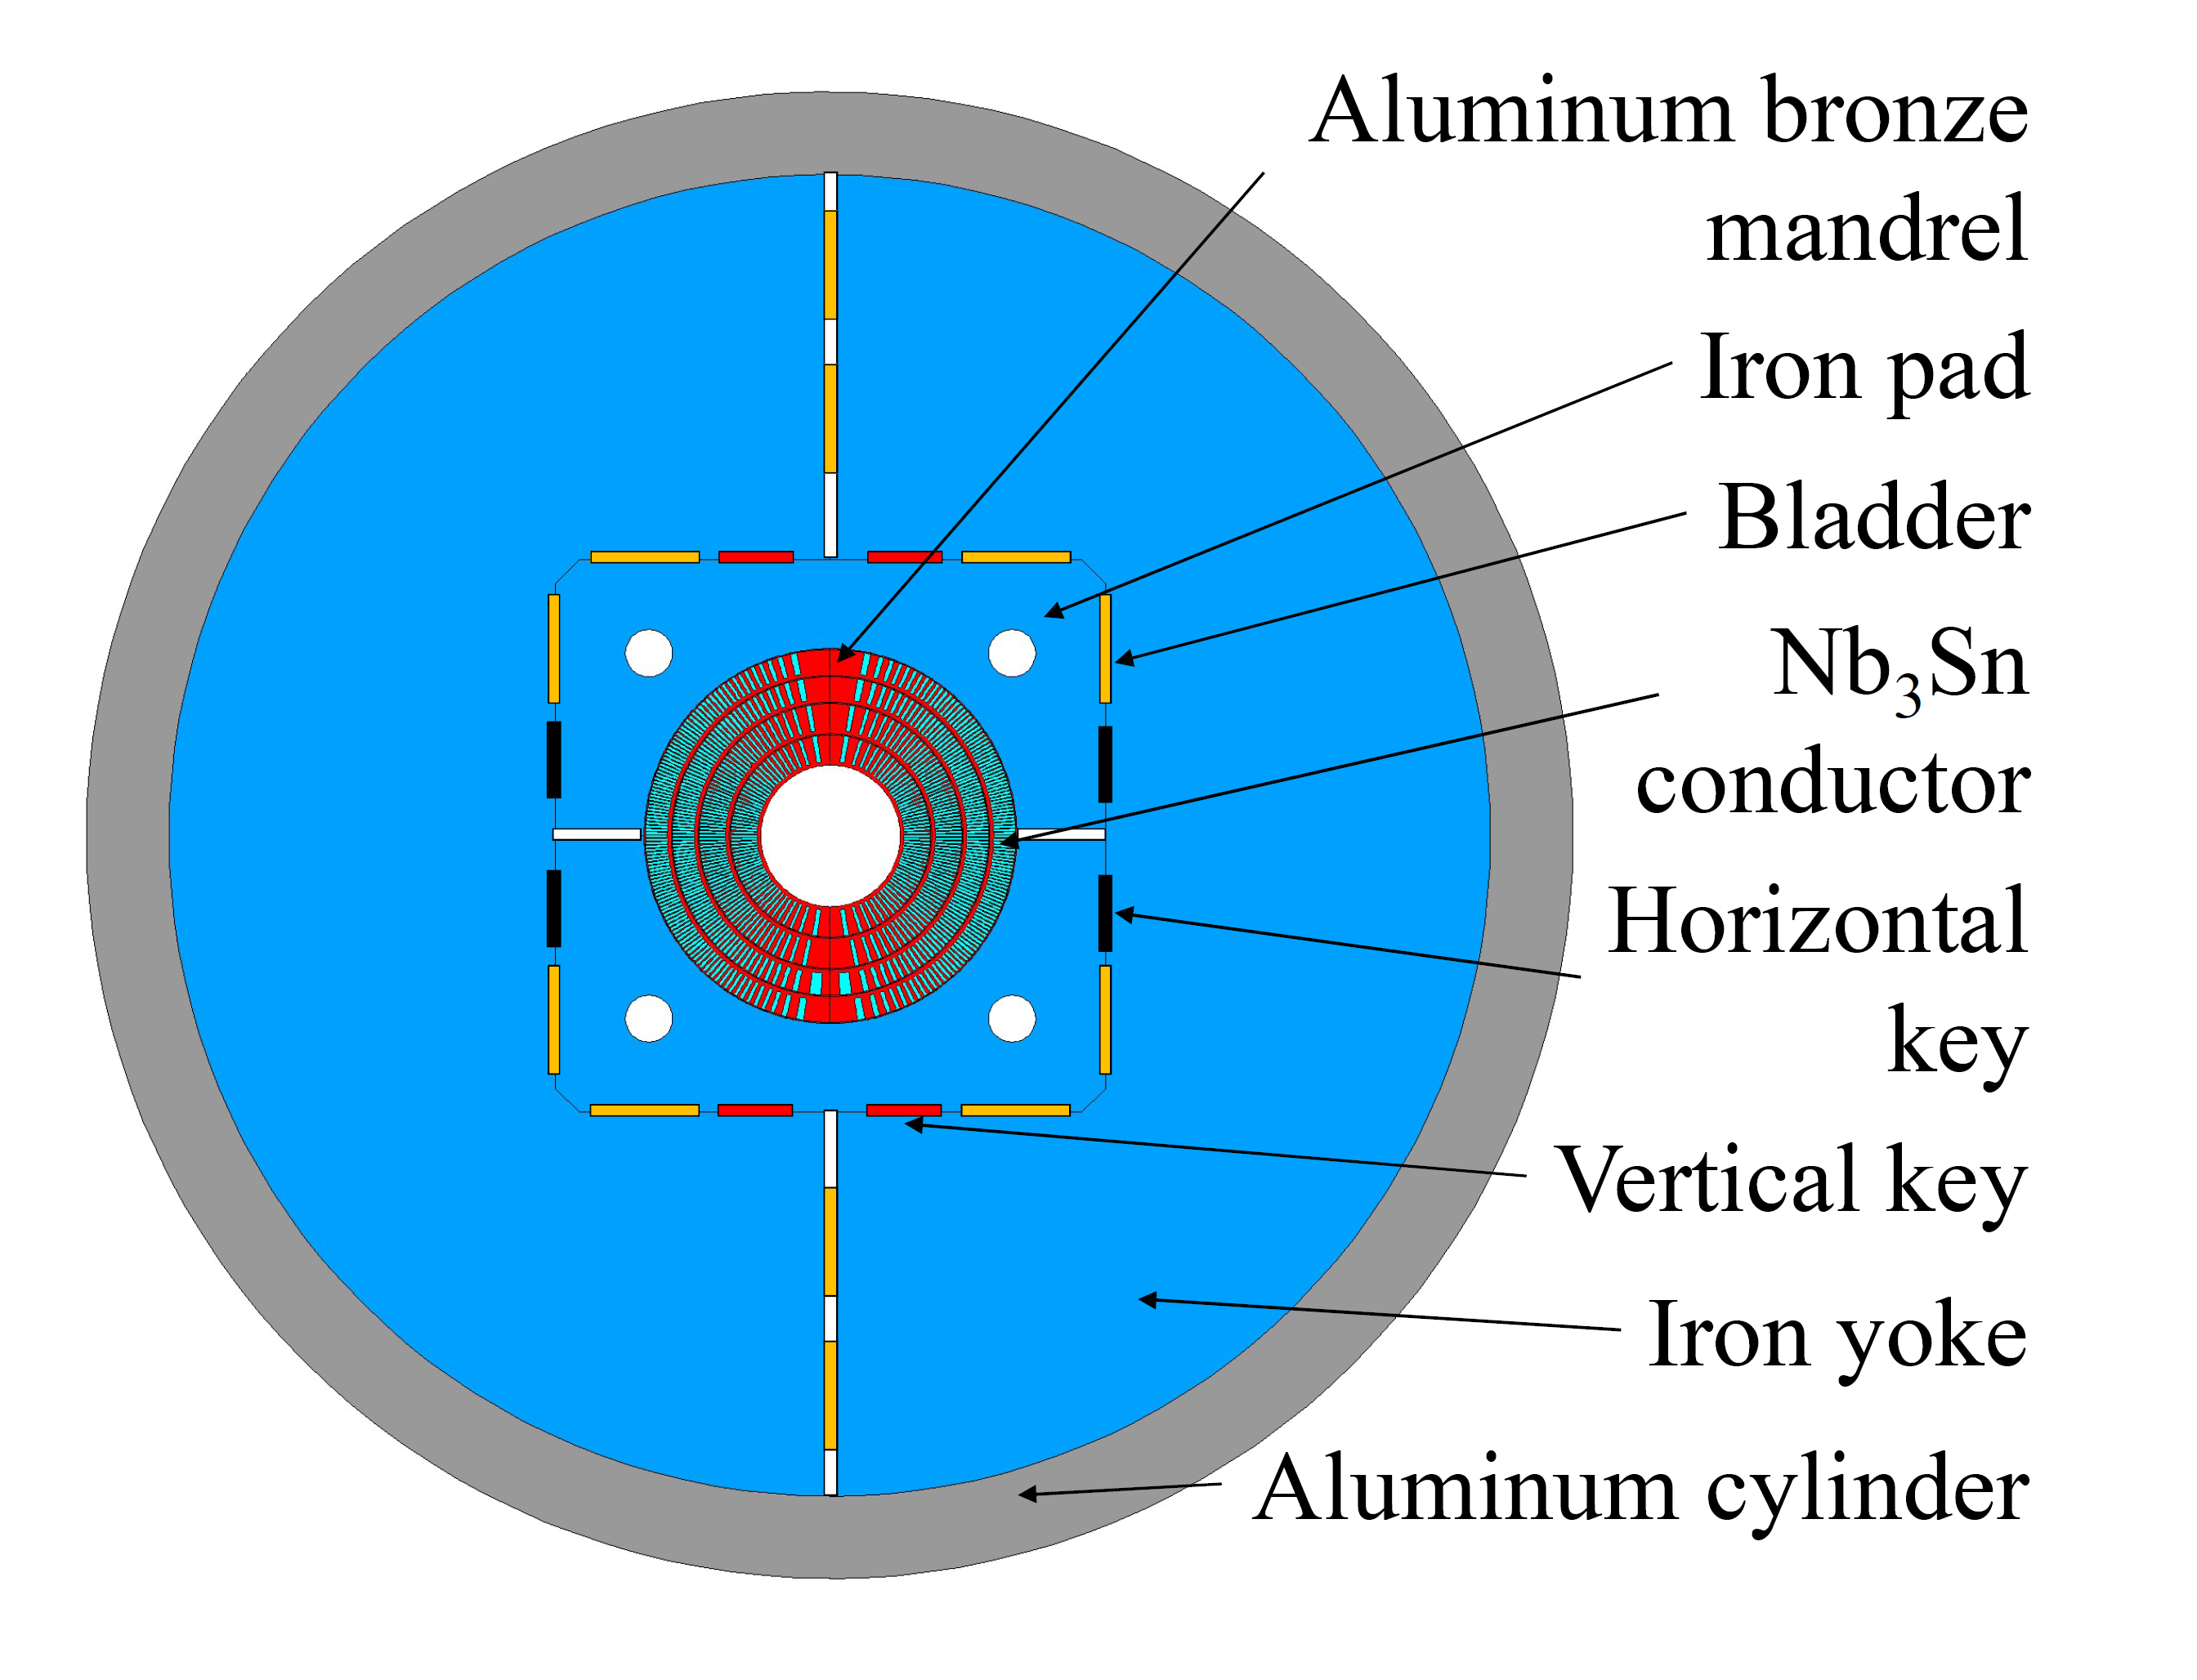 Aluminum bronze
mandrel
Iron pad
Bladder
Nb₃Sn
conductor
Horizontal
key
Vertical key
Iron yoke
Aluminum cylinder